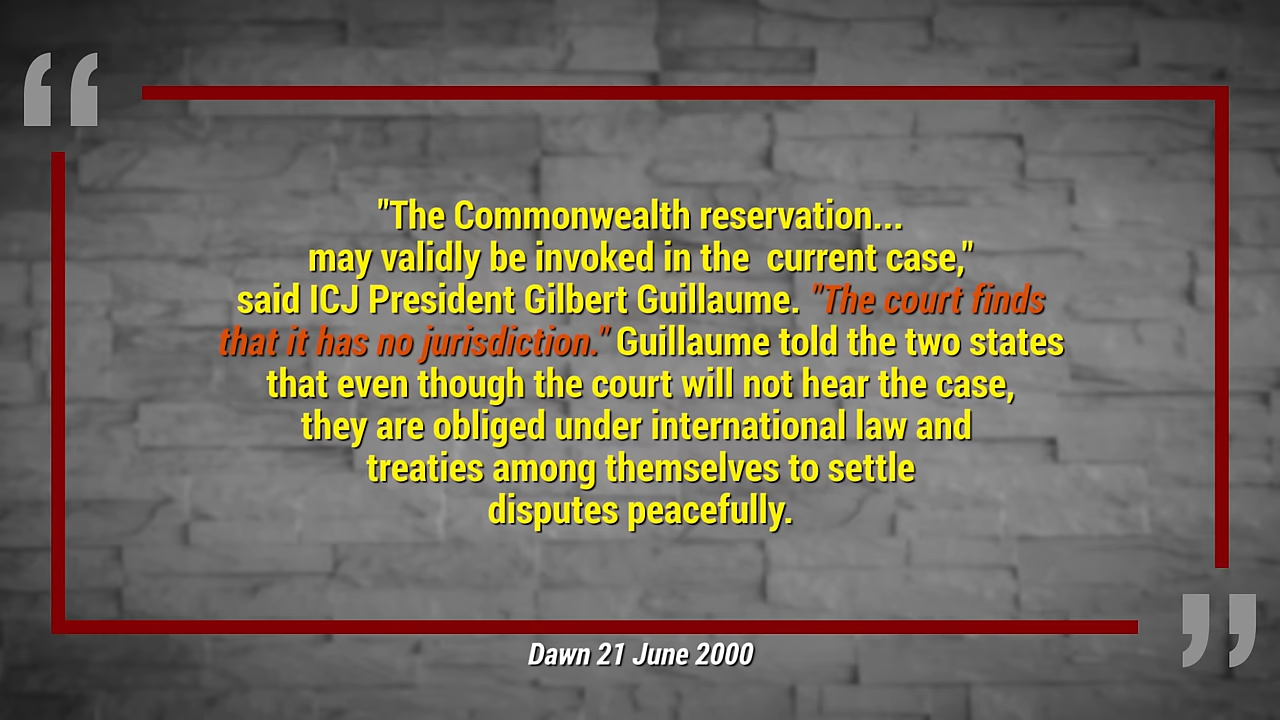 "The Commonwealth reservation...
may validly be invoked in the  current case,"
said ICJ President Gilbert Guillaume. "The court finds
that it has no jurisdiction." Guillaume told the two states
that even though the court will not hear the case,
they are obliged under international law and
treaties among themselves to settle
disputes peacefully.
Dawn 21 June 2000